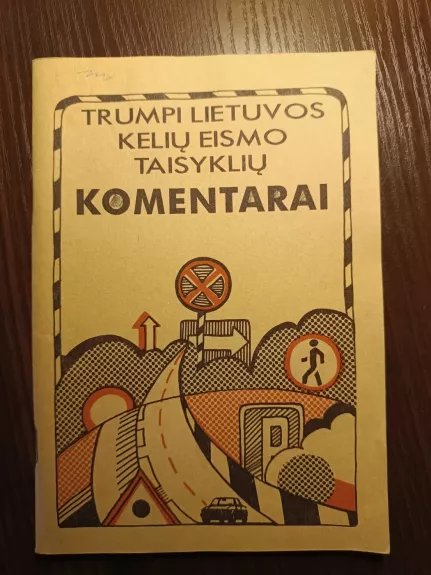 TRUMPI LIETUVOS
KELIŲ EISMO
TAISYKLIŲ
KOMENTARAI
P